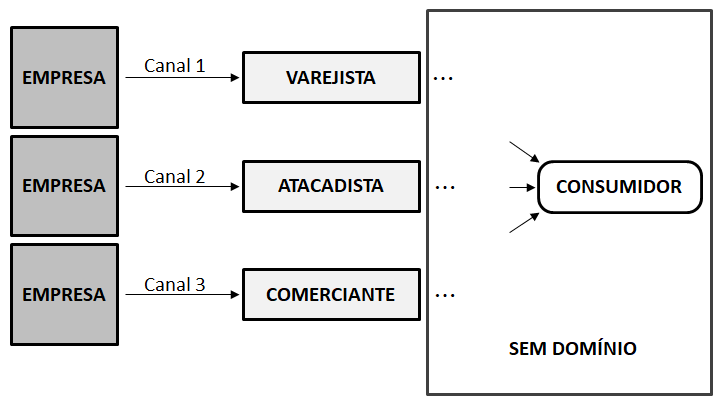 EMPRESA
Canal 1
VAREJISTA
...
EMPRESA
Canal 2
ATACADISTA
...
CONSUMIDOR
EMPRESA
Canal 3
COMERCIANTE
...
SEM DOMÍNIO